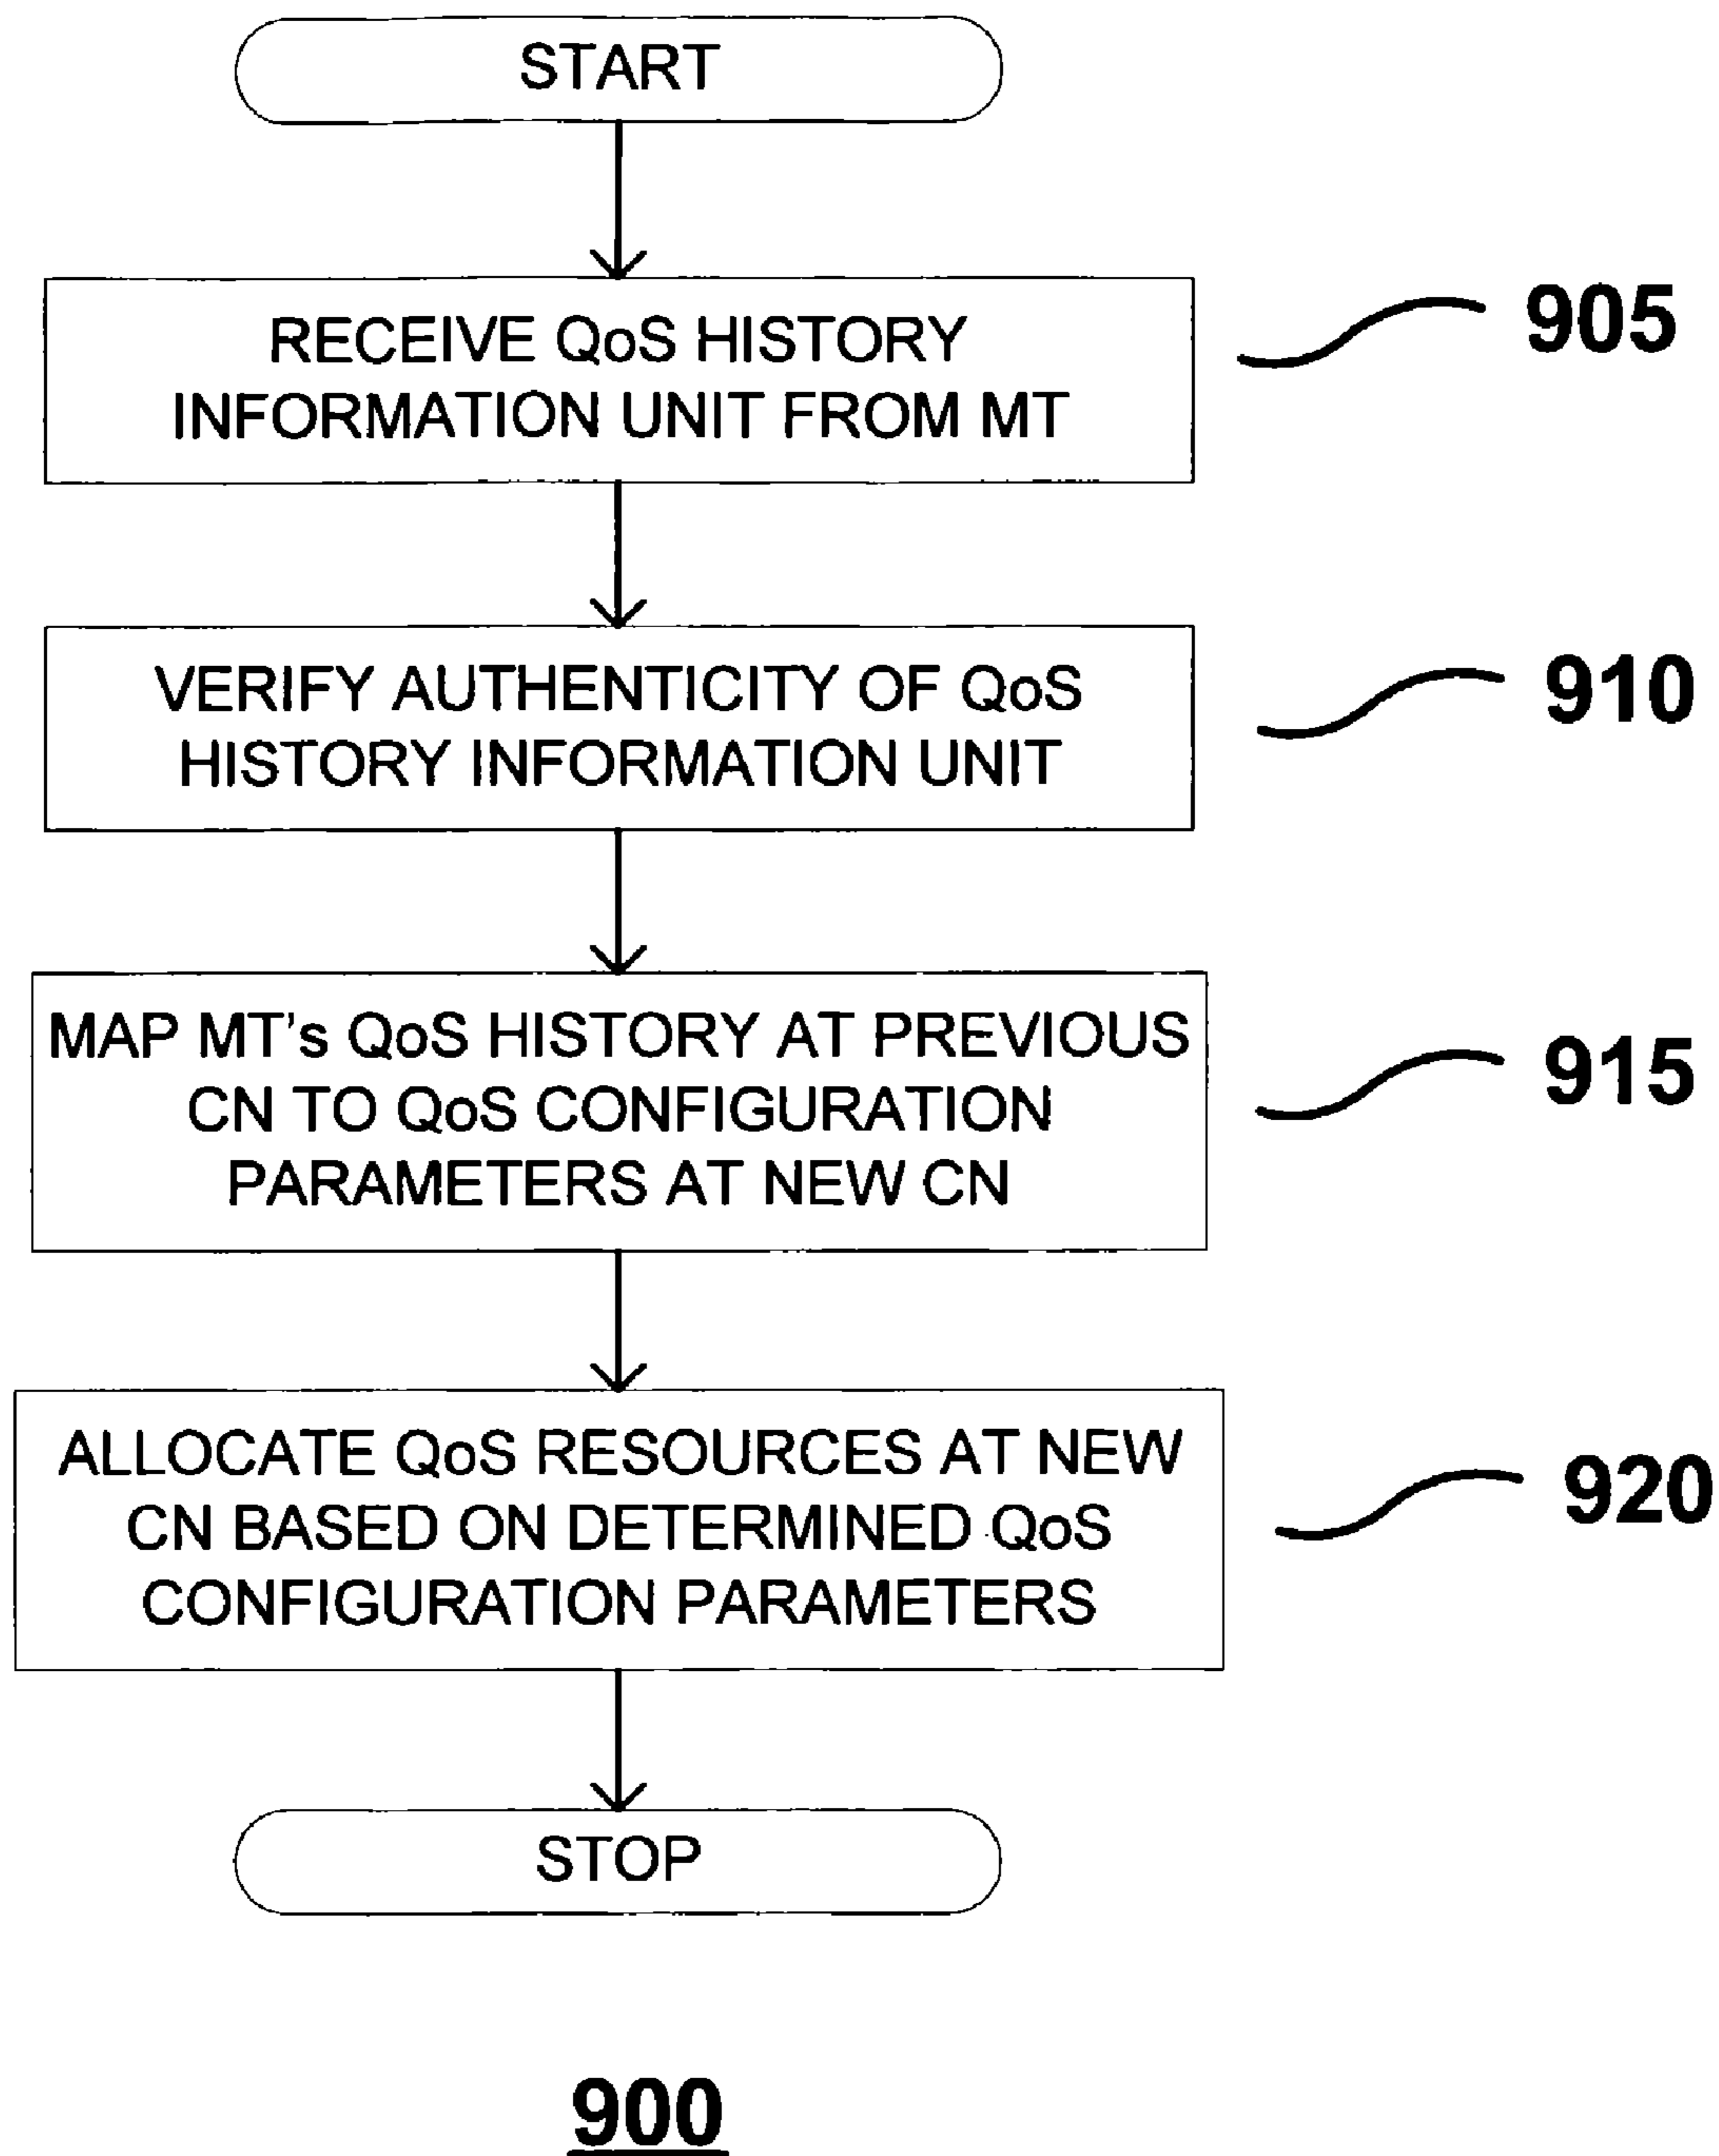 START
RECEIVE QoS HISTORY
INFORMATION UNIT FROM MT
905
VERIFY AUTHENTICITY OF QoS
HISTORY INFORMATION UNIT
910
MAP MT's QoS HISTORY AT PREVIOUS
CN TO QoS CONFIGURATION
PARAMETERS AT NEW CN
915
ALLOCATE QoS RESOURCES AT NEW
CN BASED ON DETERMINED QoS
CONFIGURATION PARAMETERS
920
STOP
900